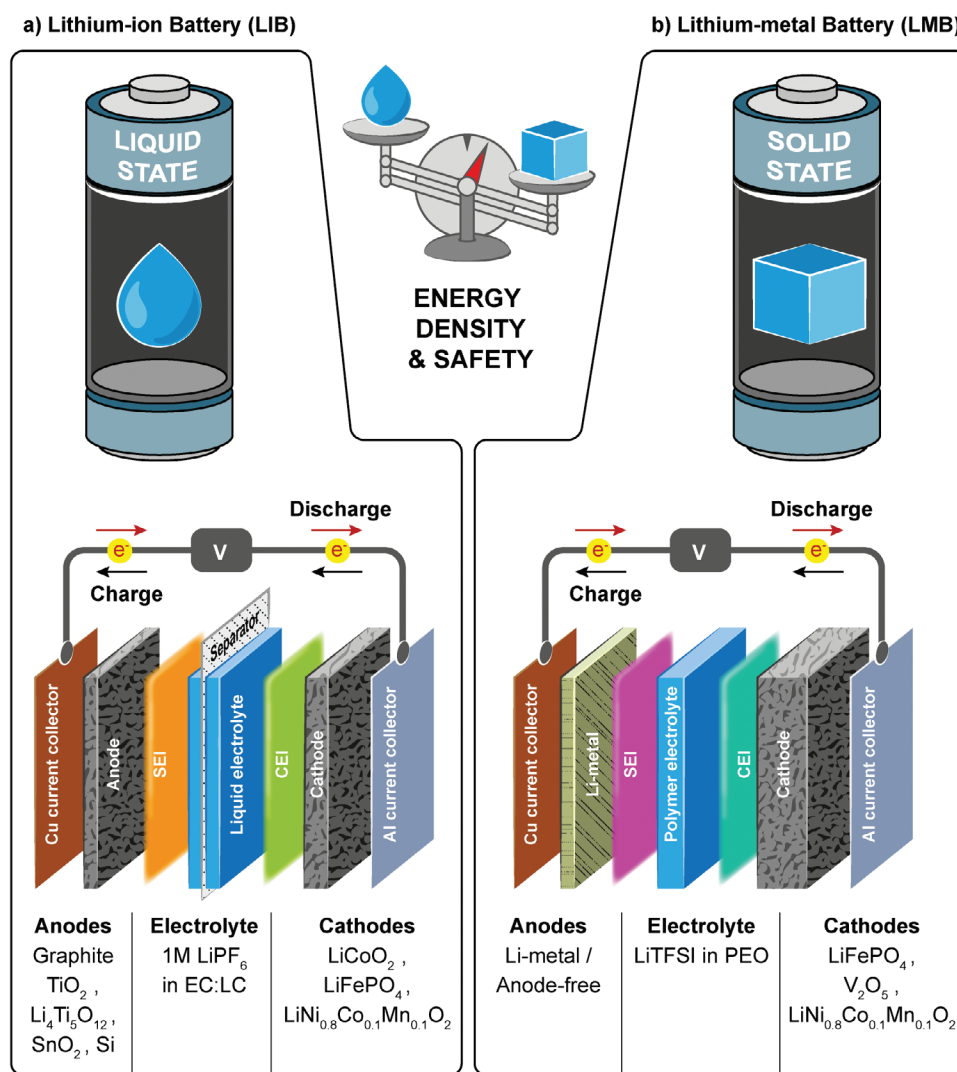 a) Lithium-ion Battery (LIB)
b) Lithium-metal Battery (LMB)
LIQUID
STATE
SOLID
STATE
ENERGY
DENSITY
& SAFETY
Discharge
e-
V
e-
Charge
Cu current collector
Anode
SEI
Separator
Liquid electrolyte
CEI
Cathode
Al current collector
Anodes
Graphite
TiO2 ,
Li4Ti5O12,
SnO2 , Si
Electrolyte
1M LiPF6
in EC:LC
Cathodes
LiCoO2 ,
LiFePO4,
LiNi0.8Co0.1Mn0.1O2
Discharge
e-
V
e-
Charge
Cu current collector
Li-metal
SEI
Polymer electrolyte
CEI
Cathode
Al current collector
Anodes
Li-metal /
Anode-free
Electrolyte
LiTFSI in PEO
Cathodes
LiFePO4,
V2O5,
LiNi0.8Co0.1Mn0.1O2